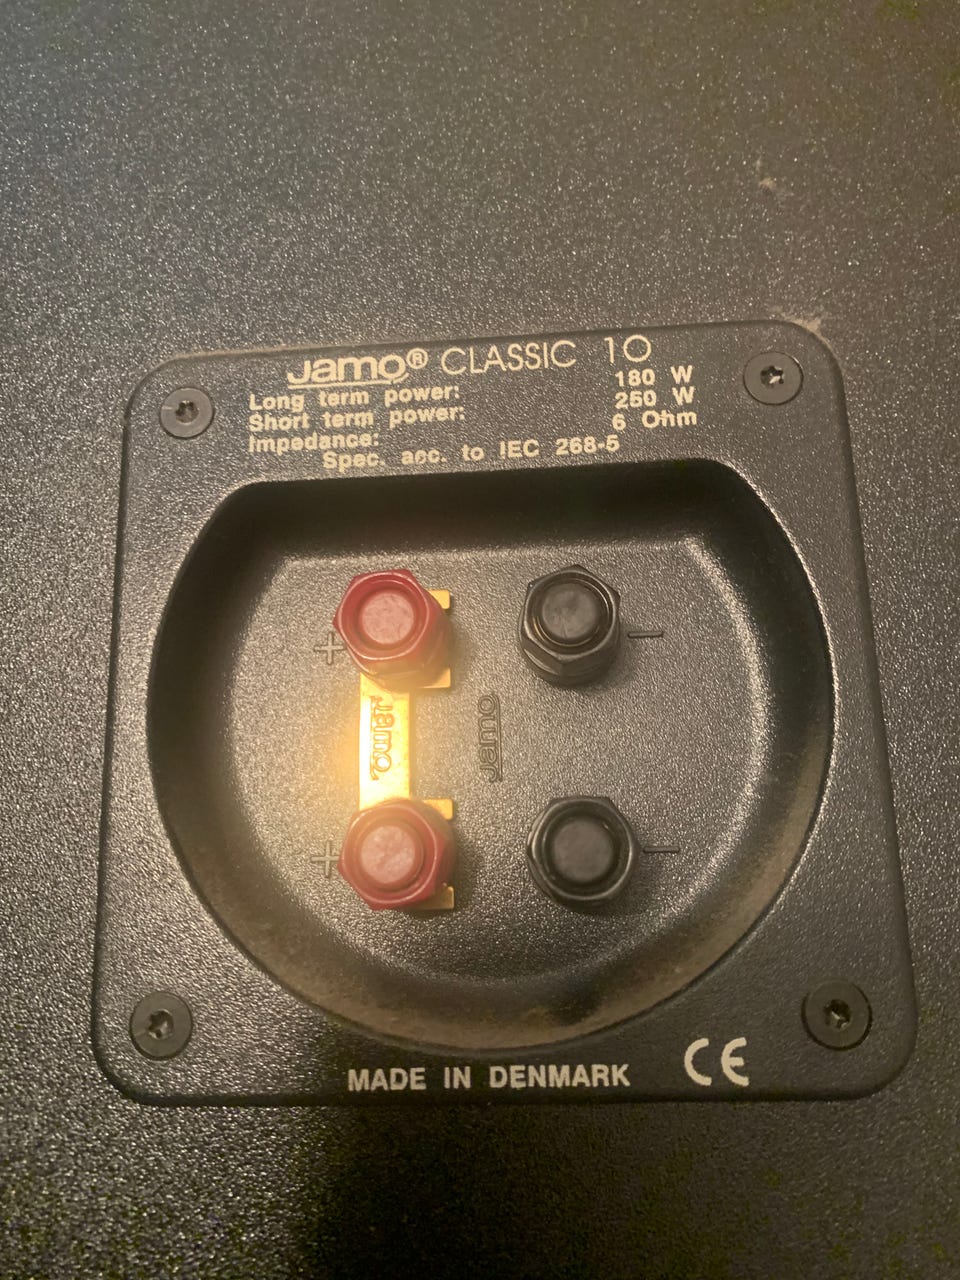 Jamo® CLASSIC 10
Long term power: 180 W
Short term power: 250 W
Impedance: 6 Ohm
Spec. acc. to IEC 268-5
+ −
Jamo
Jamo
+ −
MADE IN DENMARK CE